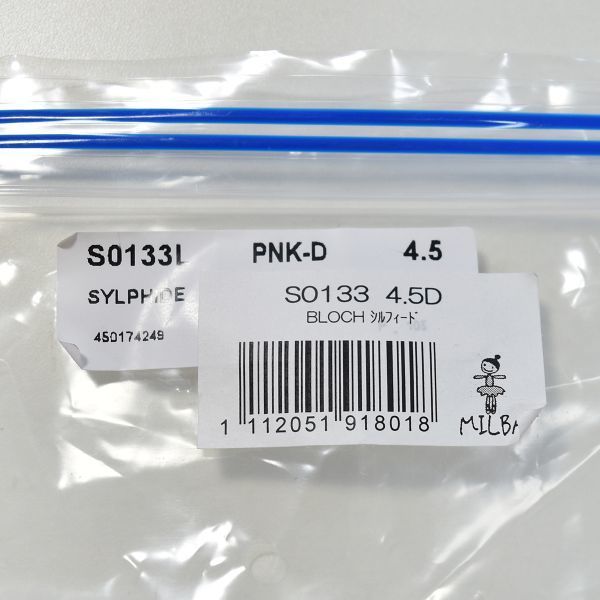 S0133L PNK-D 4.5
SYLPHIDE
450174249
S0133 4.5D
BLOCH ｼﾙﾌｨｰﾄﾞ
1 112051 918018